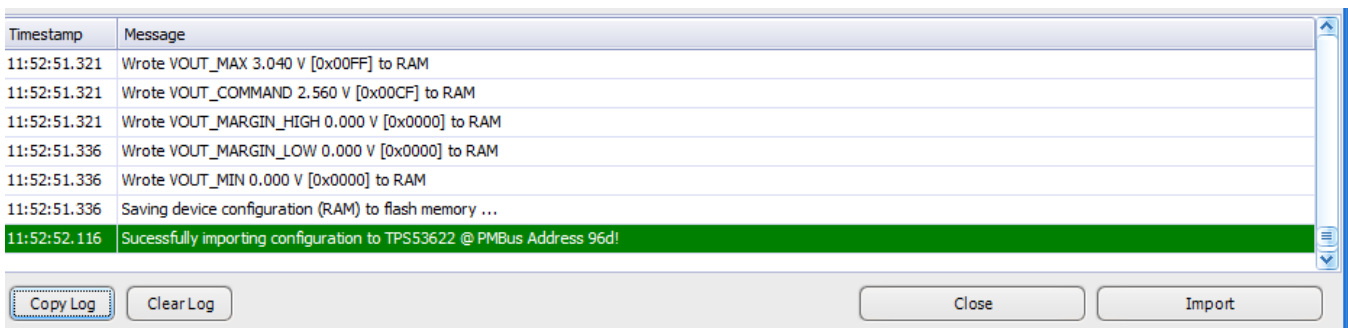 Timestamp Message
11:52:51.321 Wrote VOUT_MAX 3.040 V [0x00FF] to RAM
11:52:51.321 Wrote VOUT_COMMAND 2.560 V [0x00CF] to RAM
11:52:51.321 Wrote VOUT_MARGIN_HIGH 0.000 V [0x0000] to RAM
11:52:51.336 Wrote VOUT_MARGIN_LOW 0.000 V [0x0000] to RAM
11:52:51.336 Wrote VOUT_MIN 0.000 V [0x0000] to RAM
11:52:51.336 Saving device configuration (RAM) to flash memory ...
11:52:52.116 Sucessfully importing configuration to TPS53622 @ PMBus Address 96d!
Copy Log Clear Log Close Import